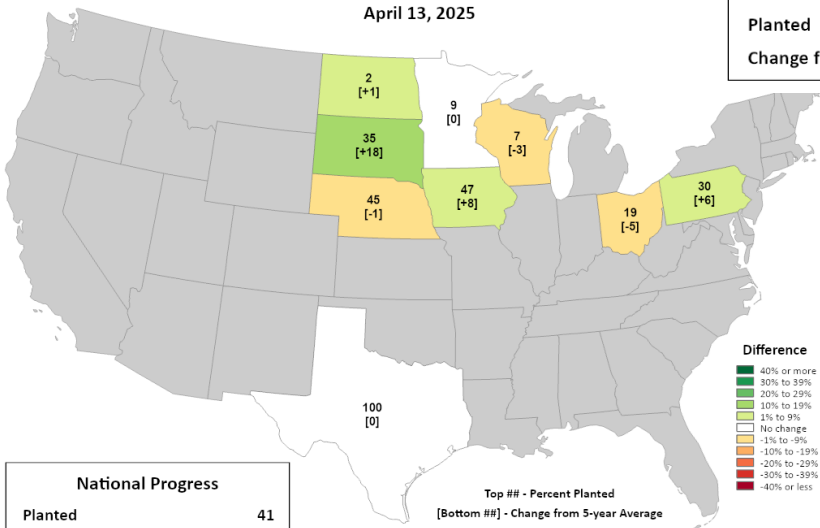 April 13, 2025
Planted
Change f
2
[+1]
9
[0]
35
[+18]
7
[-3]
45
[-1]
47
[+8]
19
[-5]
30
[+6]
100
[0]
Difference
40% or more
30% to 39%
20% to 29%
10% to 19%
1% to 9%
No change
-1% to -9%
-10% to -19%
-20% to -29%
-30% to -39%
-40% or less
National Progress
Planted 41
Top ## - Percent Planted
[Bottom ##] - Change from 5-year Average